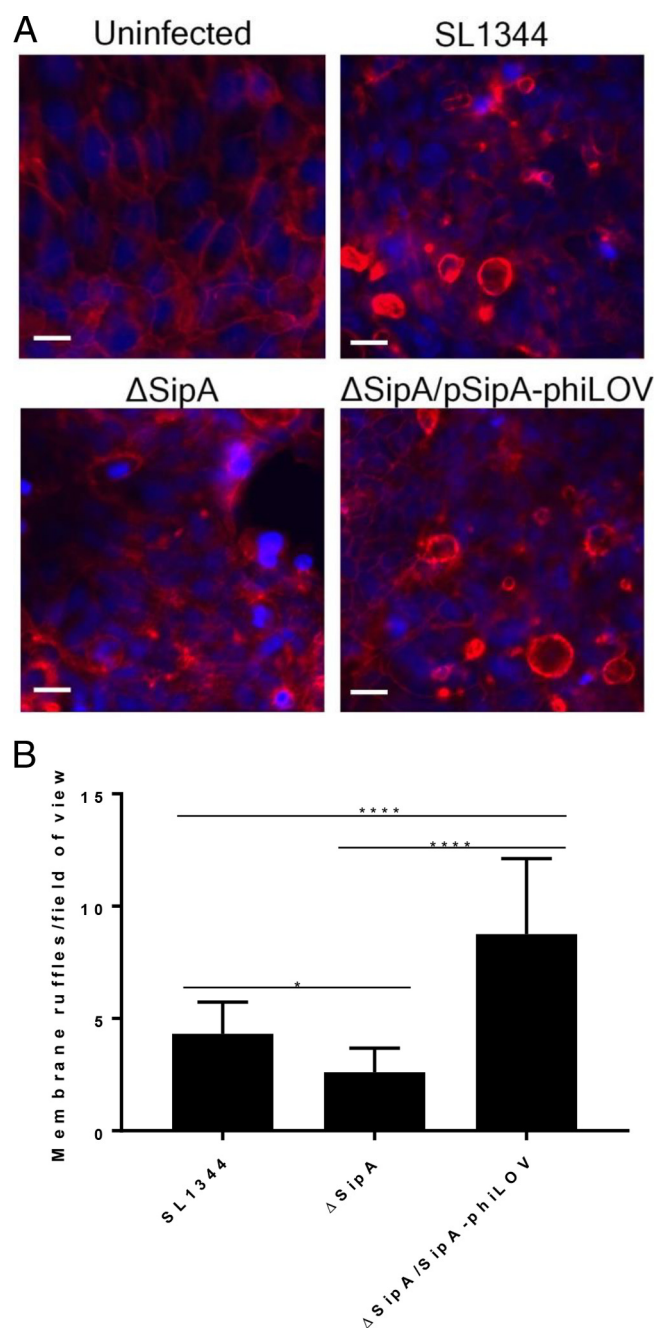 A
Uninfected
SL1344
ΔSipA
ΔSipA/pSipA-phiLOV
B
Membrane ruffles/field of view
15
10
5
0
****
****
*
SL1344
ΔSipA
ΔSipA/SipA-phiLOV